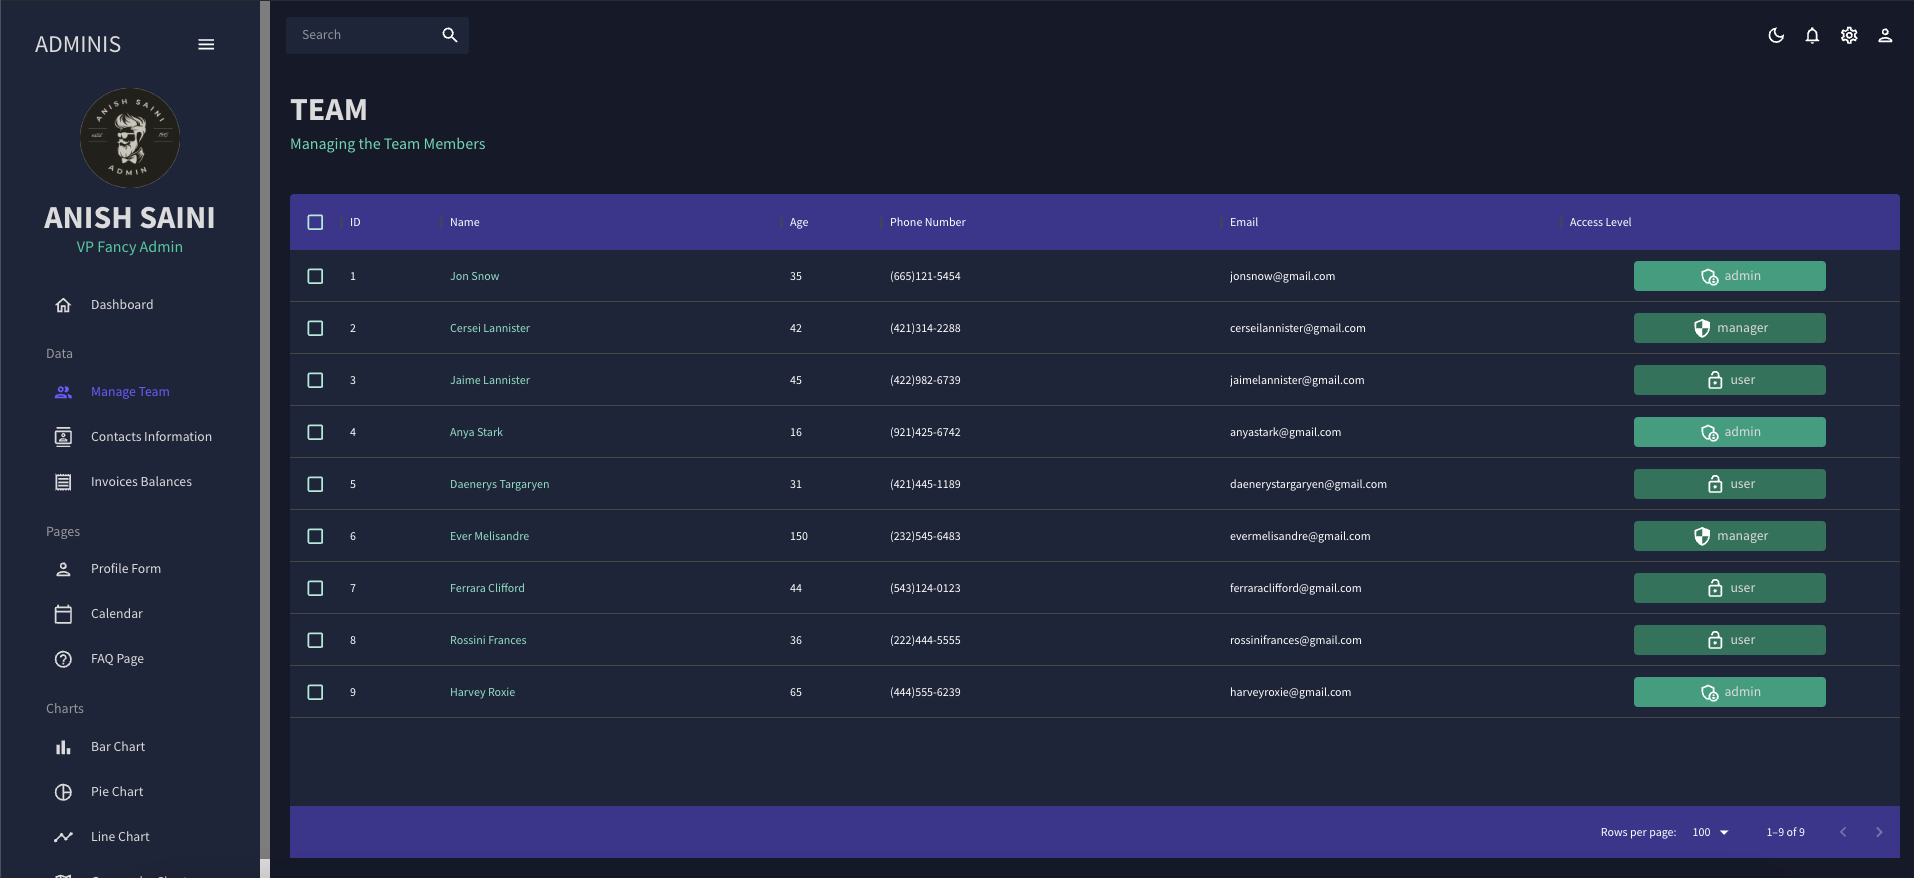 ADMINIS
ANISH SAINI
ADMIN
ANISH SAINI
VP Fancy Admin
Dashboard
Data
Manage Team
Contacts Information
Invoices Balances
Pages
Profile Form
Calendar
FAQ Page
Charts
Bar Chart
Pie Chart
Line Chart
Search
TEAM
Managing the Team Members
ID Name Age Phone Number Email Access Level
1 Jon Snow 35 (665)121-5454 jonsnow@gmail.com admin
2 Cersei Lannister 42 (421)314-2288 cerseilannister@gmail.com manager
3 Jaime Lannister 45 (422)982-6739 jaimelannister@gmail.com user
4 Anya Stark 16 (921)425-6742 anyastark@gmail.com admin
5 Daenerys Targaryen 31 (421)445-1189 daenerystargaryen@gmail.com user
6 Ever Melisandre 150 (232)545-6483 evermelisandre@gmail.com manager
7 Ferrara Clifford 44 (543)124-0123 ferraraclifford@gmail.com user
8 Rossini Frances 36 (222)444-5555 rossinifrances@gmail.com user
9 Harvey Roxie 65 (444)555-6239 harveyroxie@gmail.com admin
Rows per page: 100 1–9 of 9